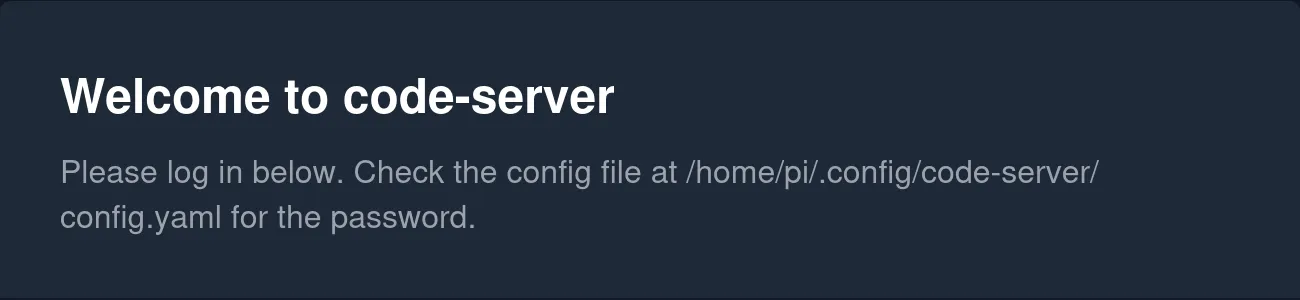 Welcome to code-server
Please log in below. Check the config file at /home/pi/.config/code-server/
config.yaml for the password.